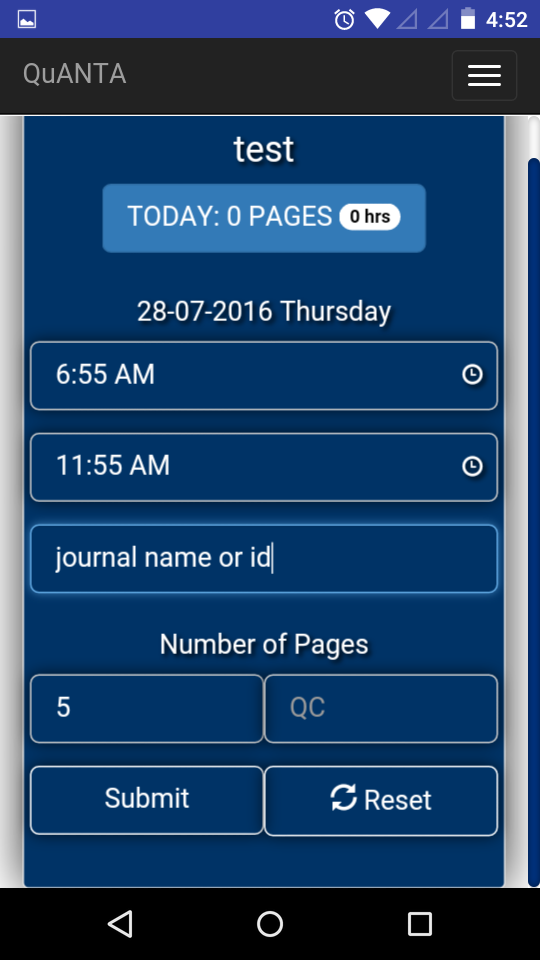 4:52
QuANTA
test
TODAY: 0 PAGES 0 hrs
28-07-2016 Thursday
6:55 AM
11:55 AM
journal name or id
Number of Pages
5 QC
Submit Reset